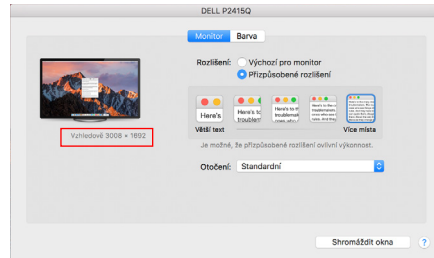 DELL P2415Q
Monitor
Barva
Rozlišení:
Výchozí pro monitor
Přizpůsobené rozlišení
Vzhledově 3008 × 1692
Here's
Větší text
Více místa
Je možné, že přizpůsobené rozlišení ovlivní výkonnost.
Otočení:
Standardní
Shromáždit okna
?